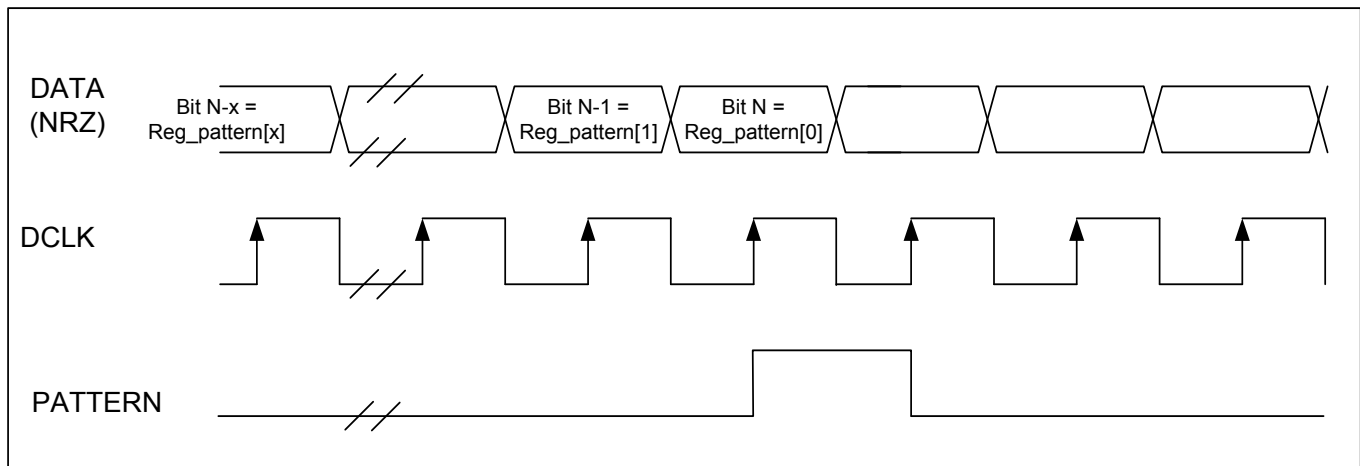 DATA
(NRZ)
Bit N-x =
Reg_pattern[x]
Bit N-1 =
Reg_pattern[1]
Bit N =
Reg_pattern[0]
DCLK
PATTERN